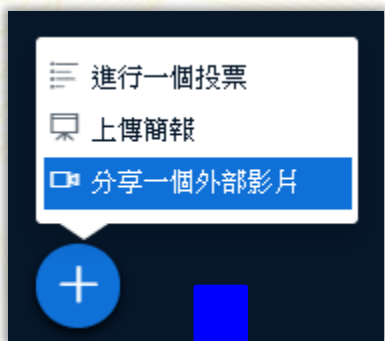 進行一個投票
上傳簡報
分享一個外部影片